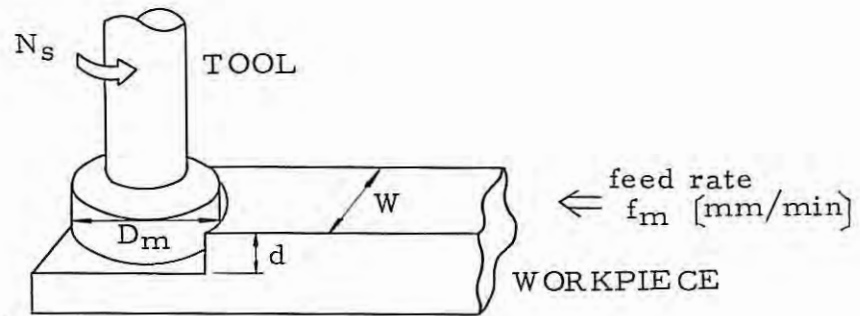 Ns
TOOL
feed rate
fm [mm/min]
W
Dm
d
WORKPIECE